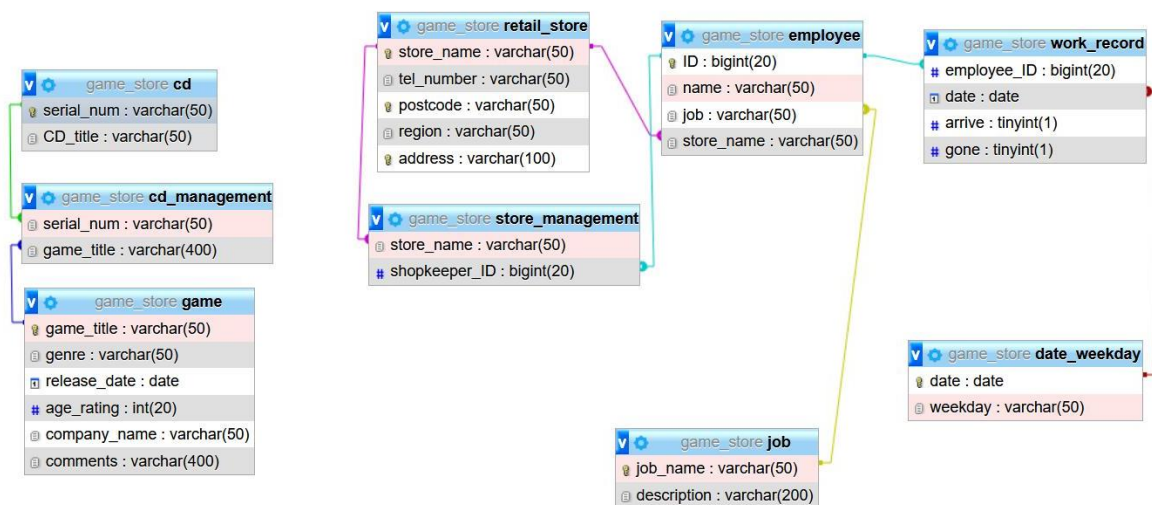 v game_store cd
serial_num : varchar(50)
CD_title : varchar(50)
v game_store cd_management
serial_num : varchar(50)
game_title : varchar(400)
v game_store game
game_title : varchar(50)
genre : varchar(50)
release_date : date
# age_rating : int(20)
company_name : varchar(50)
comments : varchar(400)
v game_store retail_store
store_name : varchar(50)
tel_number : varchar(50)
postcode : varchar(50)
region : varchar(50)
address : varchar(100)
v game_store store_management
store_name : varchar(50)
# shopkeeper_ID : bigint(20)
v game_store employee
ID : bigint(20)
name : varchar(50)
job : varchar(50)
store_name : varchar(50)
v game_store job
job_name : varchar(50)
description : varchar(200)
v game_store work_record
# employee_ID : bigint(20)
date : date
# arrive : tinyint(1)
# gone : tinyint(1)
v game_store date_weekday
date : date
weekday : varchar(50)